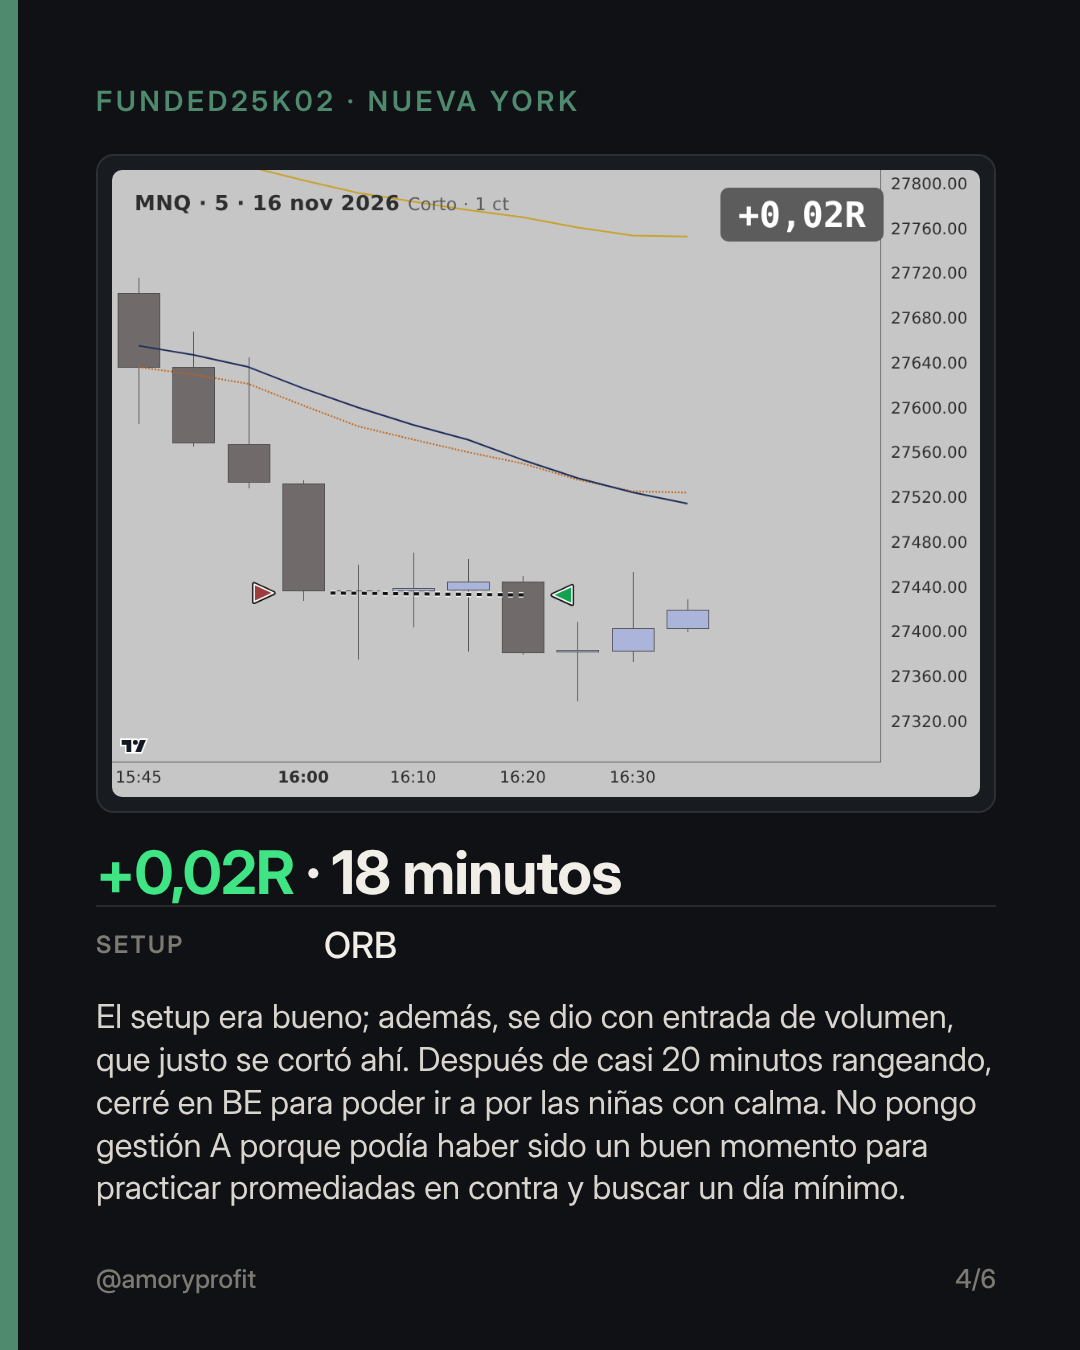 FUNDED25K02 · NUEVA YORK
MNQ · 5 · 16 nov 2026 Corto · 1 ct
+0,02R
27800.00
27760.00
27720.00
27680.00
27640.00
27600.00
27560.00
27520.00
27480.00
27440.00
27400.00
27360.00
27320.00
15:45 16:00 16:10 16:20 16:30
+0,02R · 18 minutos
SETUP ORB
El setup era bueno; además, se dio con entrada de volumen,
que justo se cortó ahí. Después de casi 20 minutos rangeando,
cerré en BE para poder ir a por las niñas con calma. No pongo
gestión A porque podía haber sido un buen momento para
practicar promediadas en contra y buscar un día mínimo.
@amoryprofit 4/6